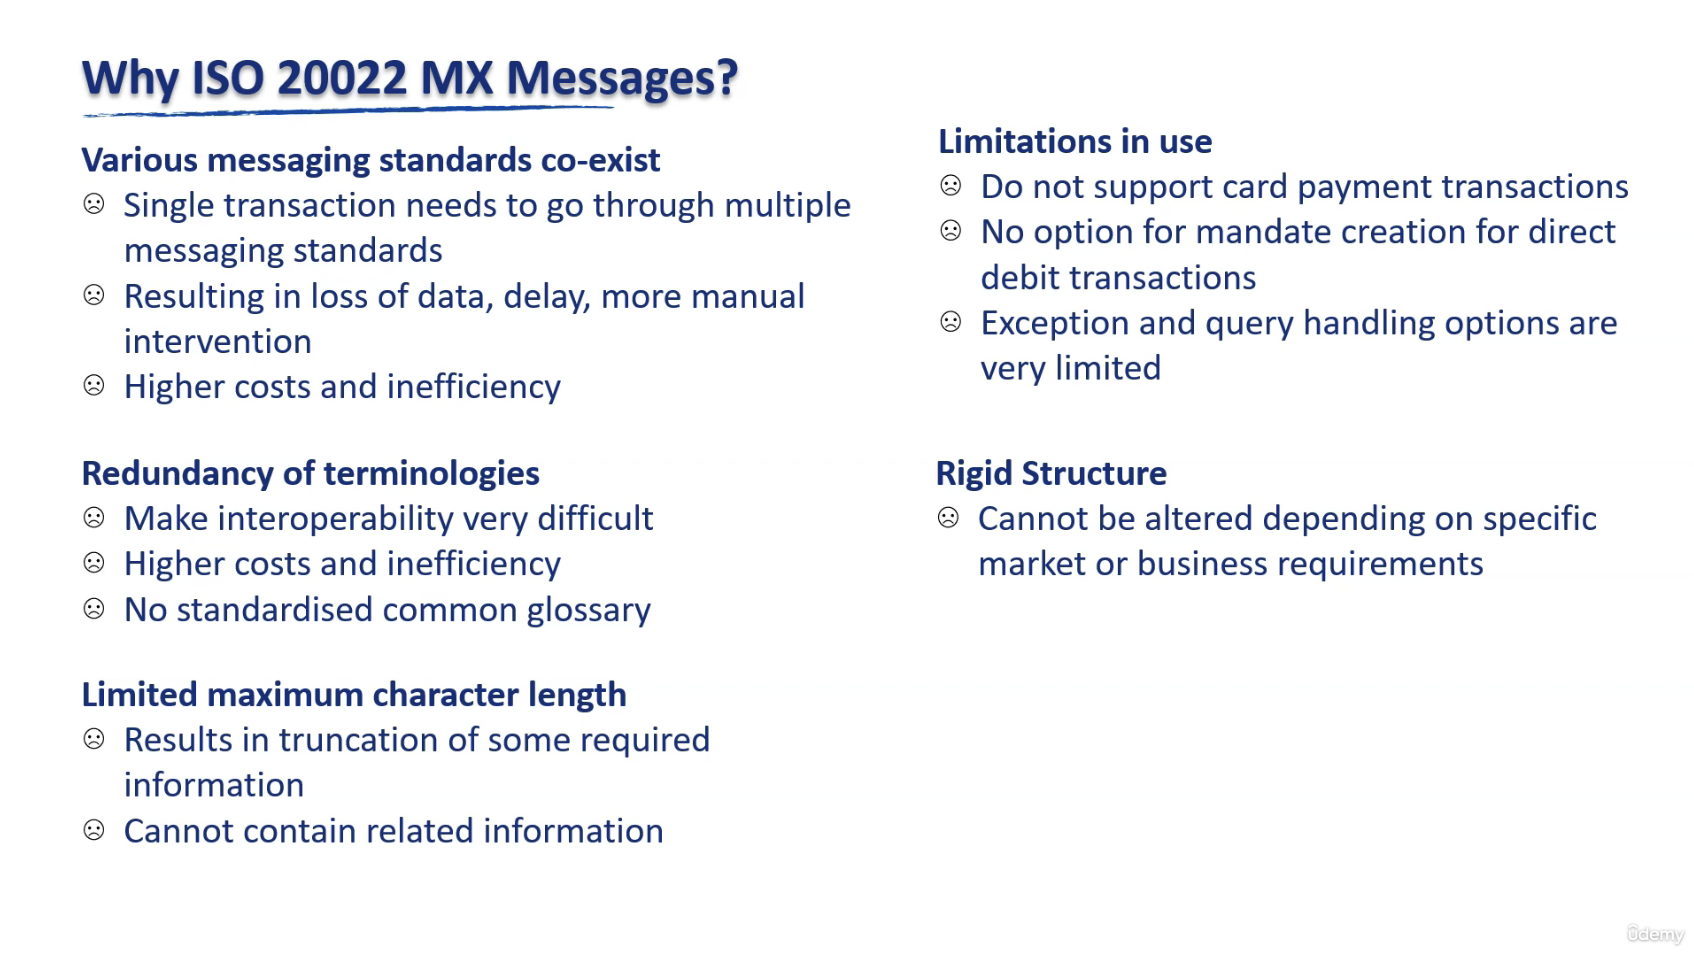 Why ISO 20022 MX Messages?
Various messaging standards co-exist
Single transaction needs to go through multiple
messaging standards
Resulting in loss of data, delay, more manual
intervention
Higher costs and inefficiency
Redundancy of terminologies
Make interoperability very difficult
Higher costs and inefficiency
No standardised common glossary
Limited maximum character length
Results in truncation of some required
information
Cannot contain related information
Limitations in use
Do not support card payment transactions
No option for mandate creation for direct
debit transactions
Exception and query handling options are
very limited
Rigid Structure
Cannot be altered depending on specific
market or business requirements
ûdemy